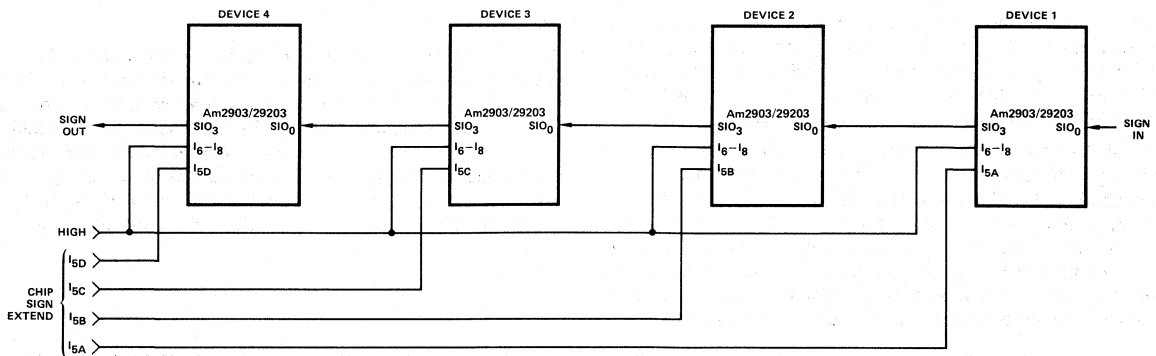 DEVICE 4
DEVICE 3
DEVICE 2
DEVICE 1
Am2903/29203
SIO3
SIO0
I6–I8
I5D
Am2903/29203
SIO3
SIO0
I6–I8
I5C
Am2903/29203
SIO3
SIO0
I6–I8
I5B
Am2903/29203
SIO3
SIO0
I6–I8
I5A
SIGN
OUT
SIGN
IN
HIGH
CHIP
SIGN
EXTEND
I5D
I5C
I5B
I5A